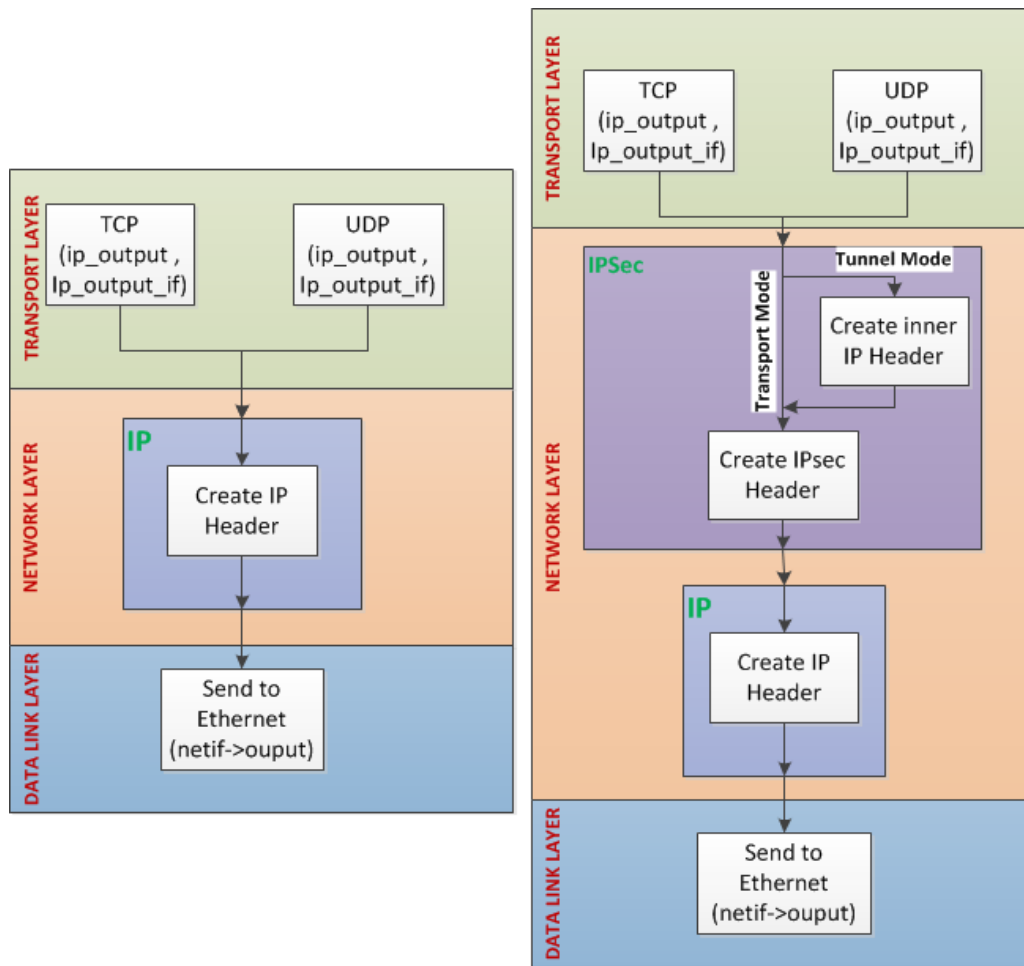 TRANSPORT LAYER
TCP
(ip_output ,
Ip_output_if)
UDP
(ip_output ,
Ip_output_if)
NETWORK LAYER
IP
Create IP
Header
DATA LINK LAYER
Send to
Ethernet
(netif->ouput)
TRANSPORT LAYER
TCP
(ip_output ,
Ip_output_if)
UDP
(ip_output ,
Ip_output_if)
NETWORK LAYER
IPSec
Tunnel Mode
Transport Mode
Create inner
IP Header
Create IPsec
Header
IP
Create IP
Header
DATA LINK LAYER
Send to
Ethernet
(netif->ouput)